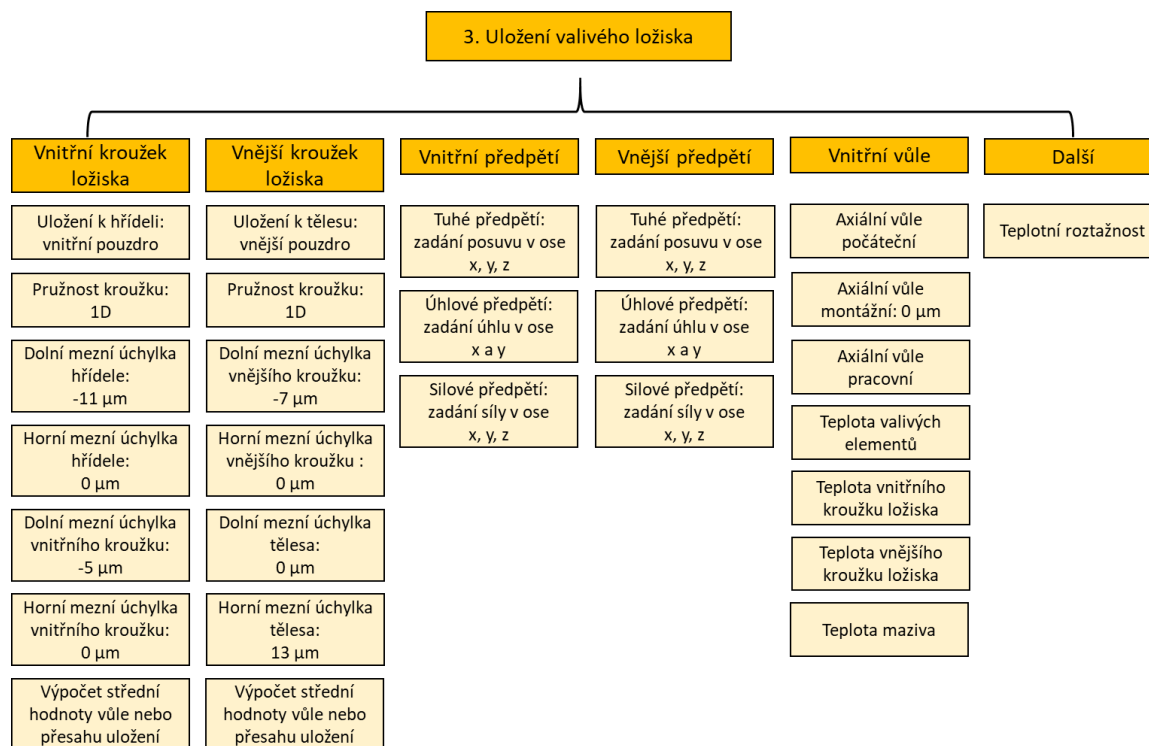 3. Uložení valivého ložiska
Vnitřní kroužek
ložiska
Uložení k hřídeli:
vnitřní pouzdro
Pružnost kroužku:
1D
Dolní mezní úchylka
hřídele:
-11 µm
Horní mezní úchylka
hřídele:
0 µm
Dolní mezní úchylka
vnitřního kroužku:
-5 µm
Horní mezní úchylka
vnitřního kroužku:
0 µm
Výpočet střední
hodnoty vůle nebo
přesahu uložení
Vnější kroužek
ložiska
Uložení k tělesu:
vnější pouzdro
Pružnost kroužku:
1D
Dolní mezní úchylka
vnějšího kroužku:
-7 µm
Horní mezní úchylka
vnějšího kroužku :
0 µm
Dolní mezní úchylka
tělesa:
0 µm
Horní mezní úchylka
tělesa:
13 µm
Výpočet střední
hodnoty vůle nebo
přesahu uložení
Vnitřní předpětí
Tuhé předpětí:
zadání posuvu v ose
x, y, z
Úhlové předpětí:
zadání úhlu v ose
x a y
Silové předpětí:
zadání síly v ose
x, y, z
Vnější předpětí
Tuhé předpětí:
zadání posuvu v ose
x, y, z
Úhlové předpětí:
zadání úhlu v ose
x a y
Silové předpětí:
zadání síly v ose
x, y, z
Vnitřní vůle
Axiální vůle
počáteční
Axiální vůle
montážní: 0 µm
Axiální vůle
pracovní
Teplota valivých
elementů
Teplota vnitřního
kroužku ložiska
Teplota vnějšího
kroužku ložiska
Teplota maziva
Další
Teplotní roztažnost